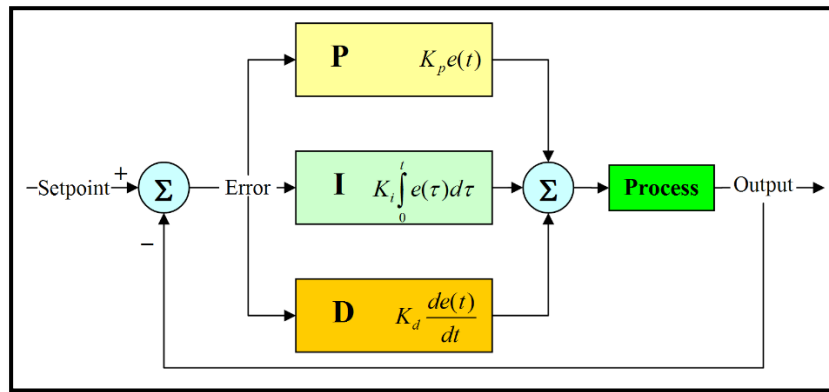 P K_p e(t)
+
Setpoint Σ Error I K_i ∫_0^t e(τ)dτ Σ Process Output
−
D K_d de(t)/dt